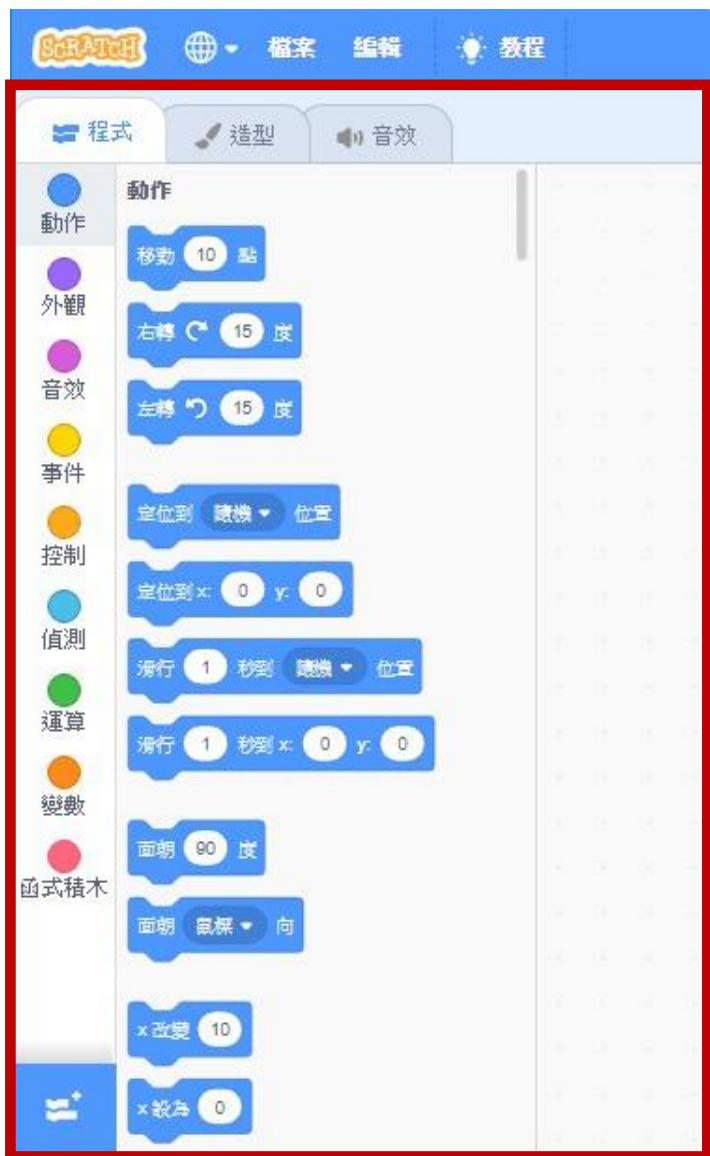 SCRATCH 檔案 編輯 教程
程式 造型 音效
動作
外觀
音效
事件
控制
偵測
運算
變數
函式積木
動作
移動 10 點
右轉 15 度
左轉 15 度
定位到 隨機 位置
定位到 x: 0 y: 0
滑行 1 秒到 隨機 位置
滑行 1 秒到 x: 0 y: 0
面朝 90 度
面朝 鼠標 向
x 改變 10
x 設為 0